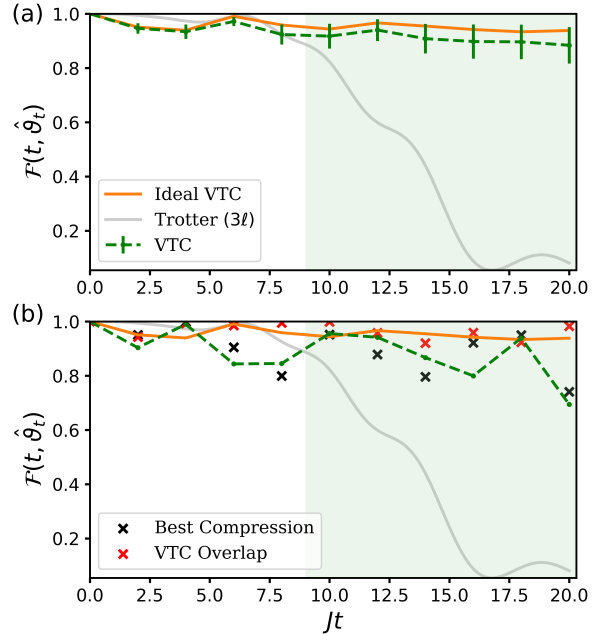 (a)
1.0
0.8
0.6
0.4
0.2
F(t, ϑ̂t)
Ideal VTC
Trotter (3ℓ)
VTC
0.0 2.5 5.0 7.5 10.0 12.5 15.0 17.5 20.0
(b)
1.0
0.8
0.6
0.4
0.2
F(t, ϑ̂t)
Best Compression
VTC Overlap
0.0 2.5 5.0 7.5 10.0 12.5 15.0 17.5 20.0
Jt